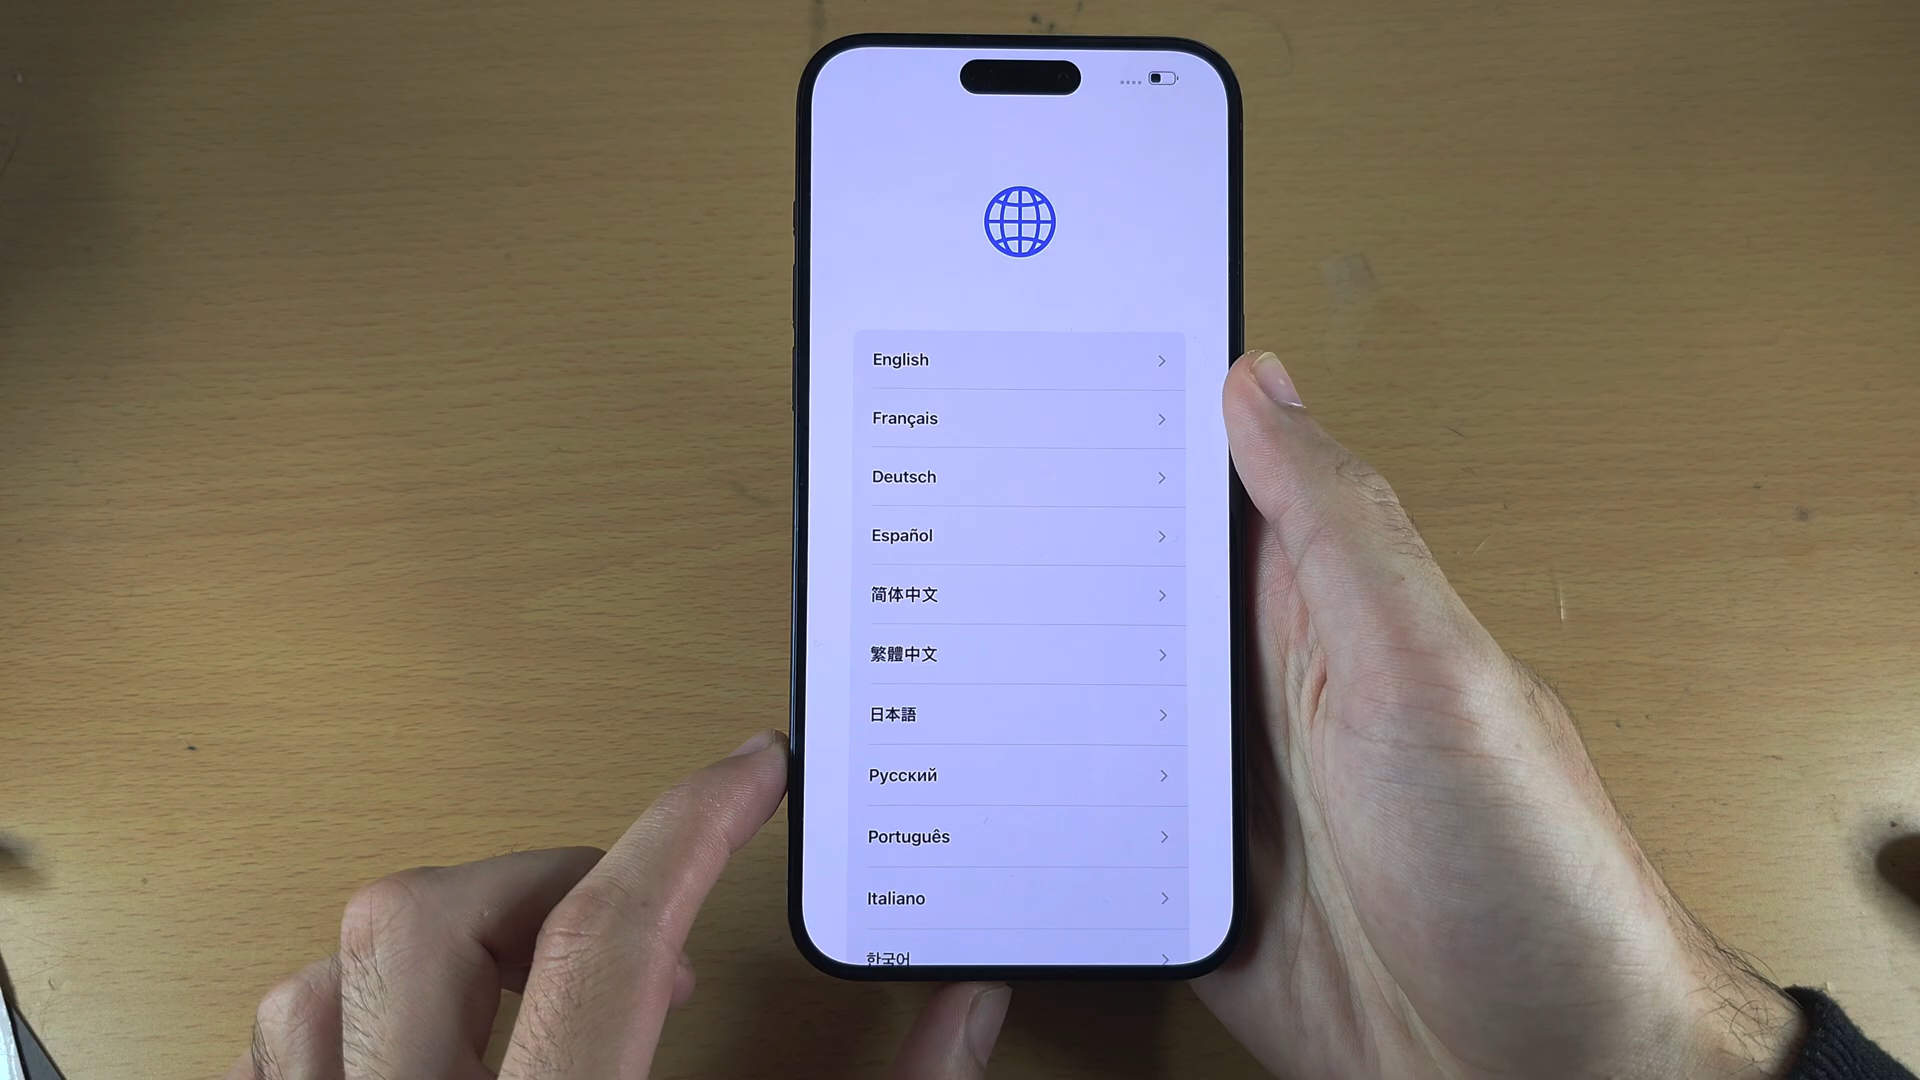 English
Français
Deutsch
Español
简体中文
繁體中文
日本語
Русский
Português
Italiano
한국어